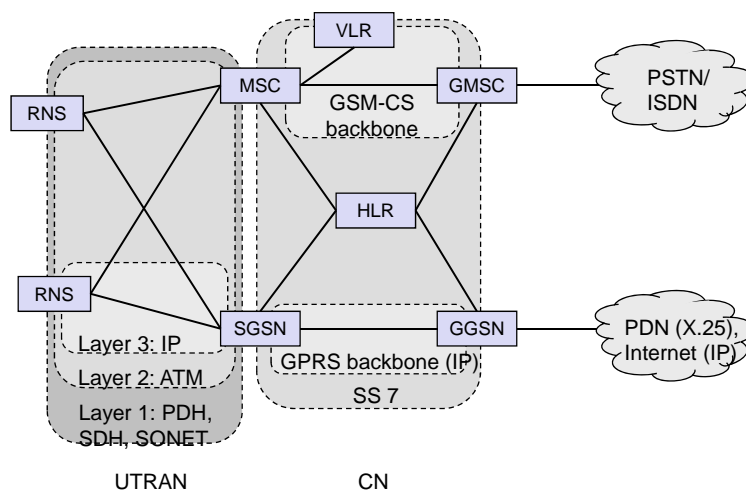 VLR
RNS
MSC
GMSC
PSTN/
ISDN
GSM-CS
backbone
HLR
RNS
SGSN
GGSN
PDN (X.25),
Internet (IP)
Layer 3: IP
GPRS backbone (IP)
Layer 2: ATM
SS 7
Layer 1: PDH,
SDH, SONET
UTRAN
CN